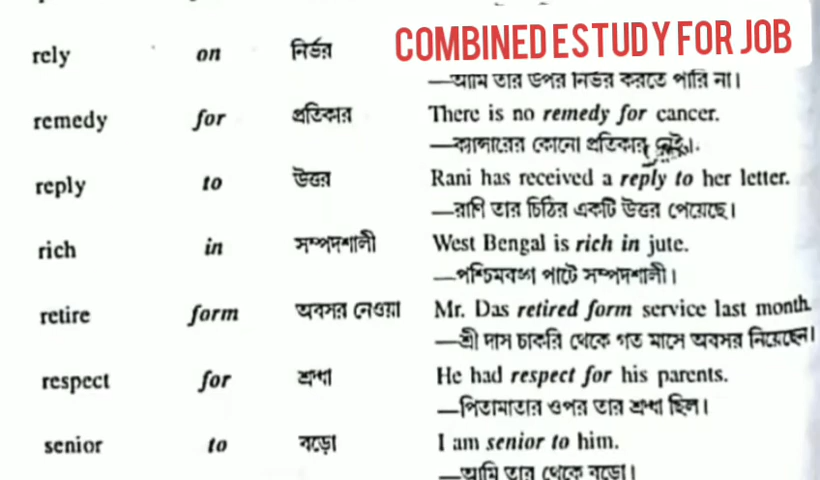 COMBINED ESTUDY FOR JOB
rely on নির্ভর
—আমি তার উপর নির্ভর করতে পারি না।
remedy for প্রতিকার There is no remedy for cancer.
—ক্যান্সারের কোনো প্রতিকার নেই।
reply to উত্তর Rani has received a reply to her letter.
—রাণি তার চিঠির একটি উত্তর পেয়েছে।
rich in সম্পদশালী West Bengal is rich in jute.
—পশ্চিমবঙ্গ পাটে সম্পদশালী।
retire form অবসর নেওয়া Mr. Das retired form service last month.
—শ্রী দাস চাকরি থেকে গত মাসে অবসর নিয়েছেন।
respect for শ্রদ্ধা He had respect for his parents.
—পিতামাতার ওপর তার শ্রদ্ধা ছিল।
senior to বড়ো I am senior to him.
—আমি তার থেকে বড়ো।